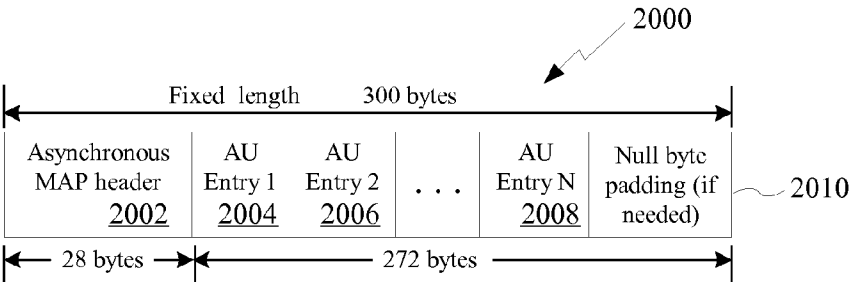 2000
Fixed length 300 bytes
Asynchronous
MAP header
2002
AU
Entry 1
2004
AU
Entry 2
2006
. . .
AU
Entry N
2008
Null byte
padding (if
needed)
2010
28 bytes
272 bytes